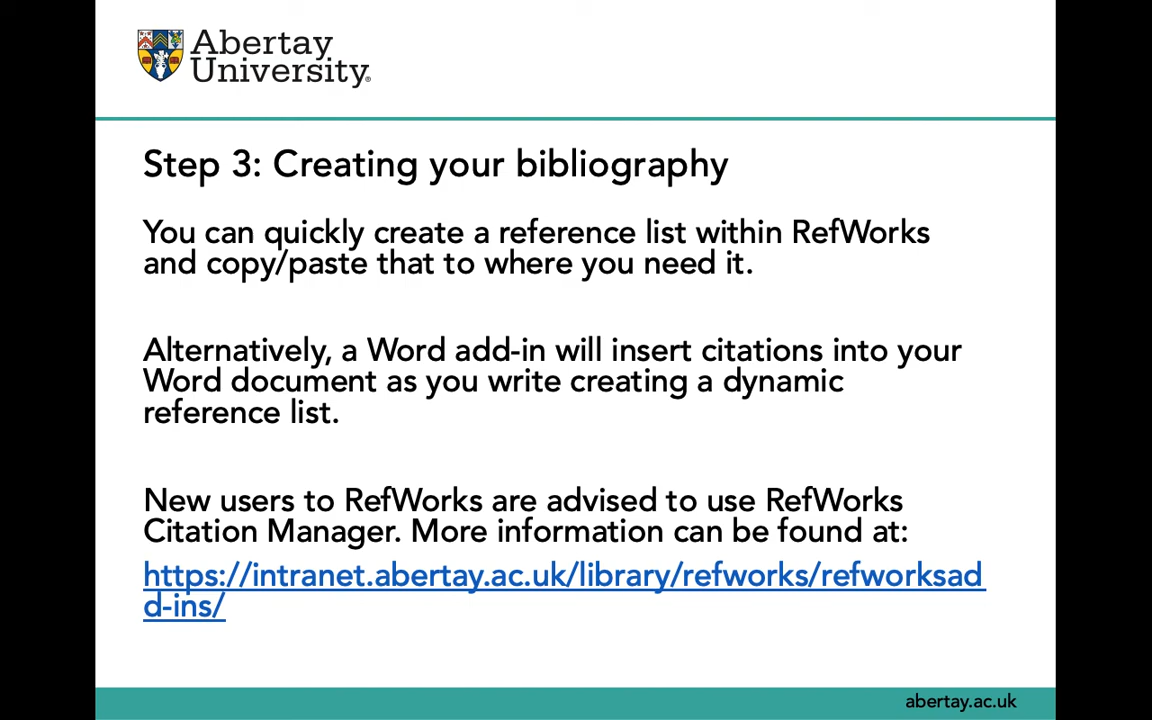 Abertay
University®
Step 3: Creating your bibliography
You can quickly create a reference list within RefWorks
and copy/paste that to where you need it.
Alternatively, a Word add-in will insert citations into your
Word document as you write creating a dynamic
reference list.
New users to RefWorks are advised to use RefWorks
Citation Manager. More information can be found at:
https://intranet.abertay.ac.uk/library/refworks/refworksad
d-ins/
abertay.ac.uk